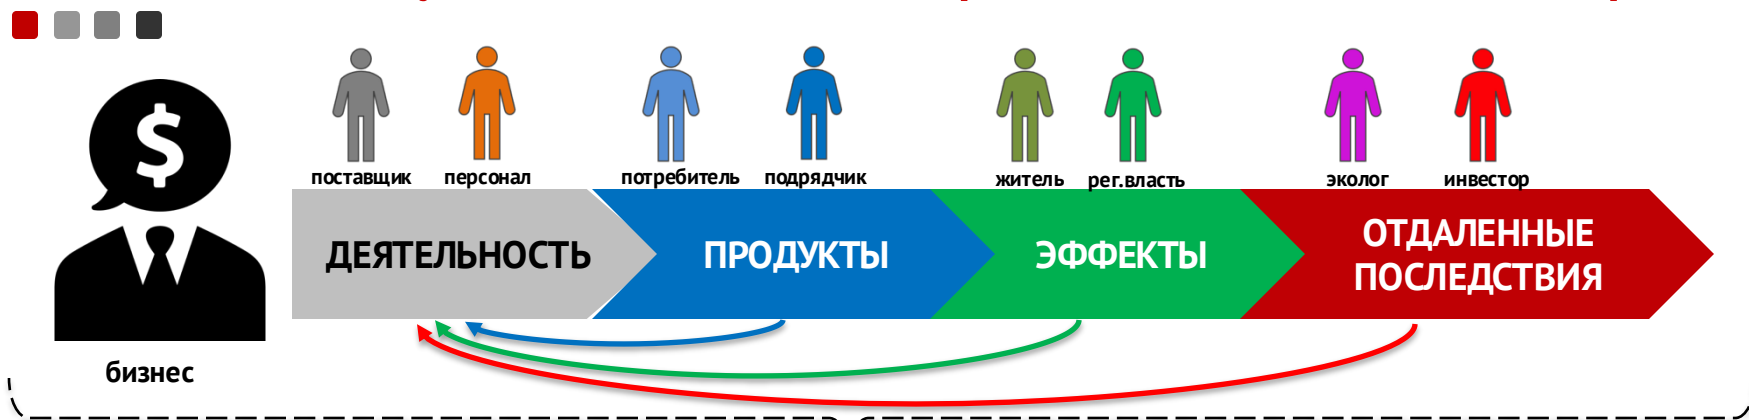 $
поставщик персонал потребитель подрядчик житель рег.власть эколог инвестор
ДЕЯТЕЛЬНОСТЬ ПРОДУКТЫ ЭФФЕКТЫ ОТДАЛЕННЫЕ
ПОСЛЕДСТВИЯ
бизнес